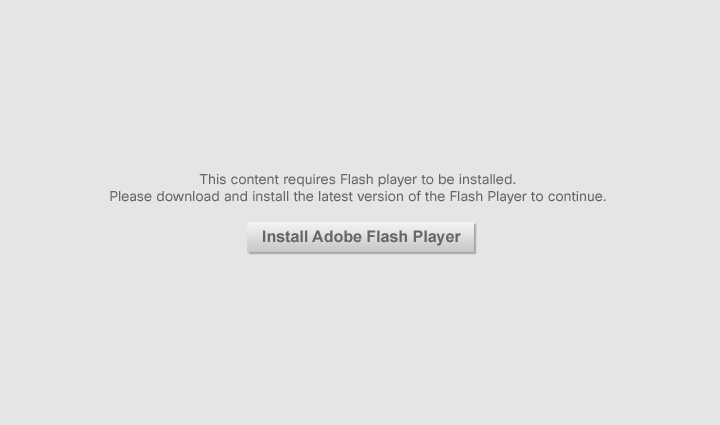 This content requires Flash player to be installed.
Please download and install the latest version of the Flash Player to continue.
Install Adobe Flash Player